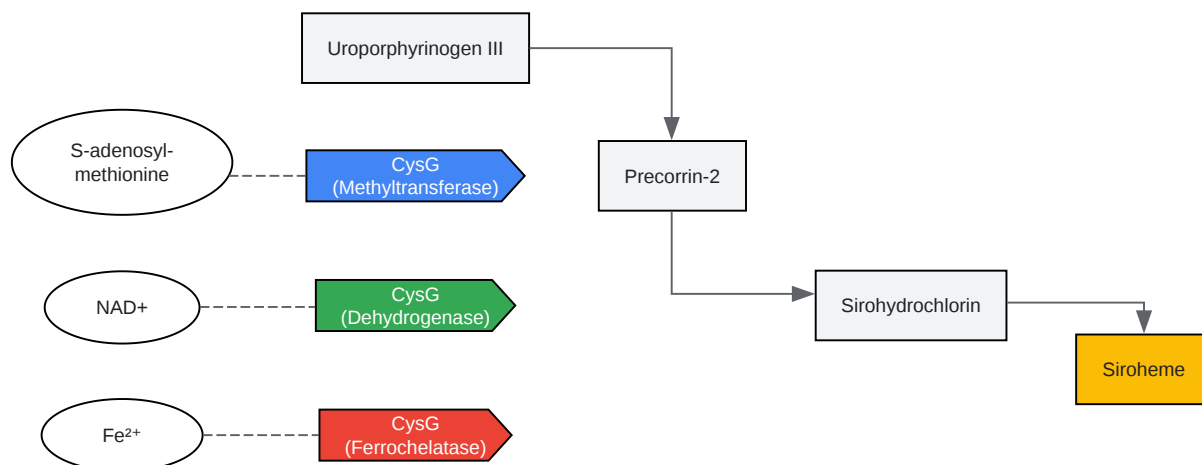 Uroporphyrinogen III
S-adenosyl-
methionine
CysG
(Methyltransferase)
Precorrin-2
NAD+
CysG
(Dehydrogenase)
Sirohydrochlorin
Siroheme
Fe²⁺
CysG
(Ferrochelatase)